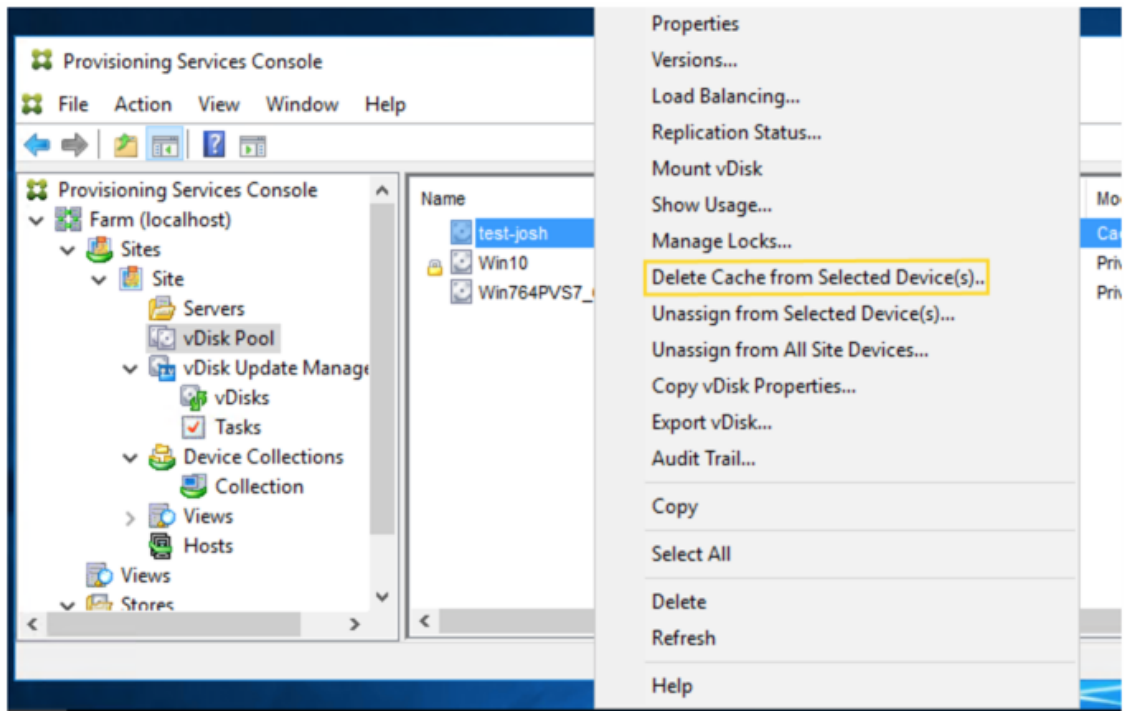 Provisioning Services Console
File Action View Window Help
Provisioning Services Console
Farm (localhost)
Sites
Site
Servers
vDisk Pool
vDisk Update Manage
vDisks
Tasks
Device Collections
Collection
Views
Hosts
Views
Stores
Name
test-josh
Win10
Win764PVS7_
Properties
Versions...
Load Balancing...
Replication Status...
Mount vDisk
Show Usage...
Manage Locks...
Delete Cache from Selected Device(s)..
Unassign from Selected Device(s)...
Unassign from All Site Devices...
Copy vDisk Properties...
Export vDisk...
Audit Trail...
Copy
Select All
Delete
Refresh
Help
Mo
Ca
Priv
Priv